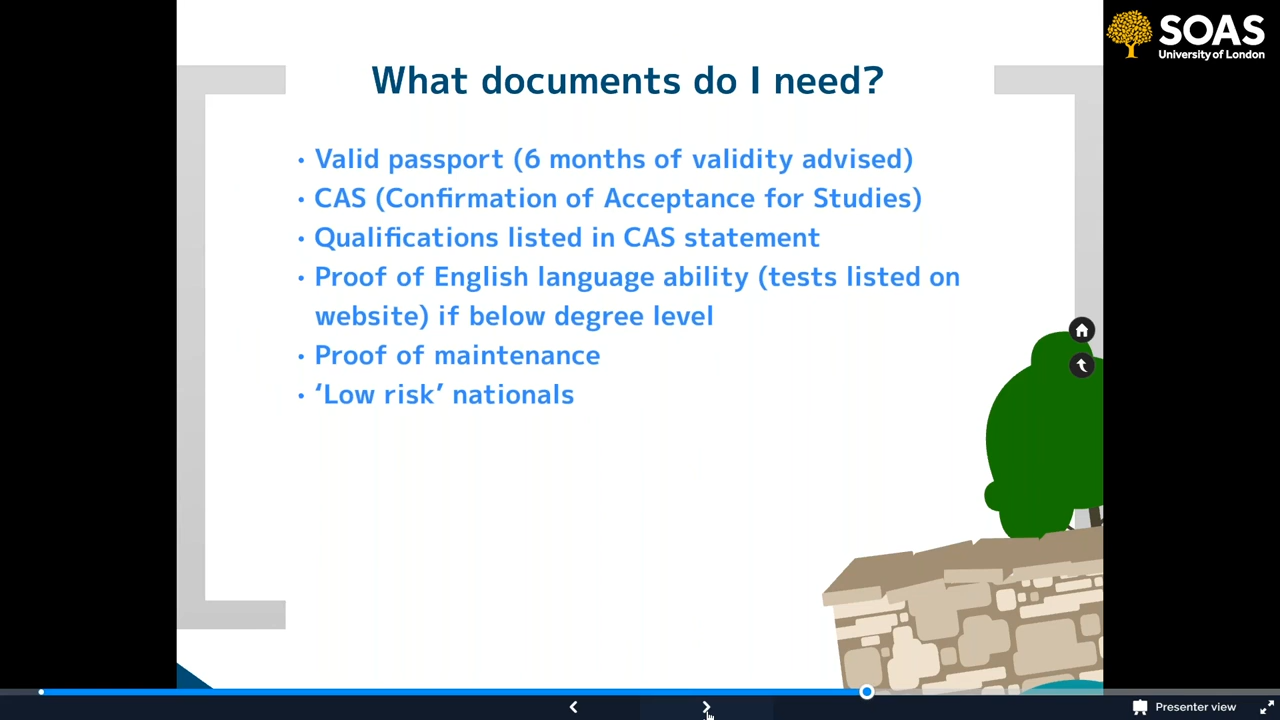 SOAS
University of London
What documents do I need?
• Valid passport (6 months of validity advised)
• CAS (Confirmation of Acceptance for Studies)
• Qualifications listed in CAS statement
• Proof of English language ability (tests listed on
website) if below degree level
• Proof of maintenance
• ‘Low risk’ nationals
Presenter view